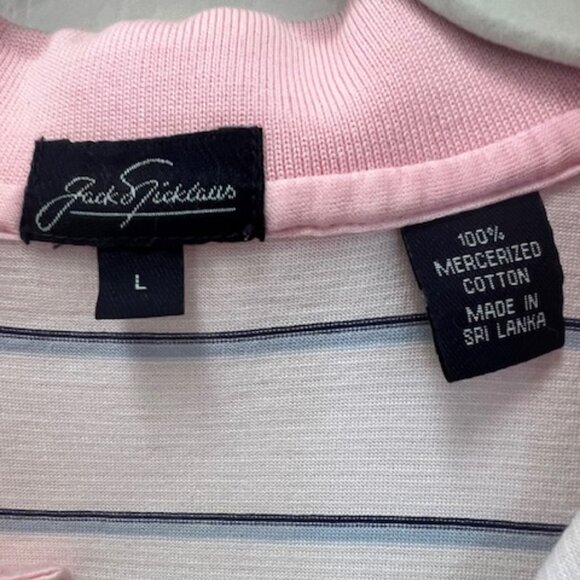 Jack Nicklaus
L
100%
MERCERIZED
COTTON
MADE IN
SRI LANKA